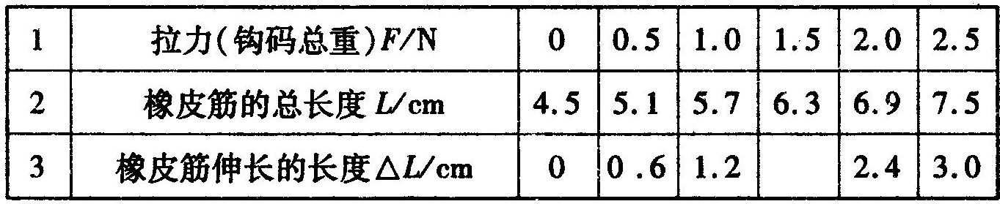 1 拉力(钩码总重)F/N 0 0.5 1.0 1.5 2.0 2.5
2 橡皮筋的总长度 L/cm 4.5 5.1 5.7 6.3 6.9 7.5
3 橡皮筋伸长的长度△L/cm 0 0.6 1.2 2.4 3.0